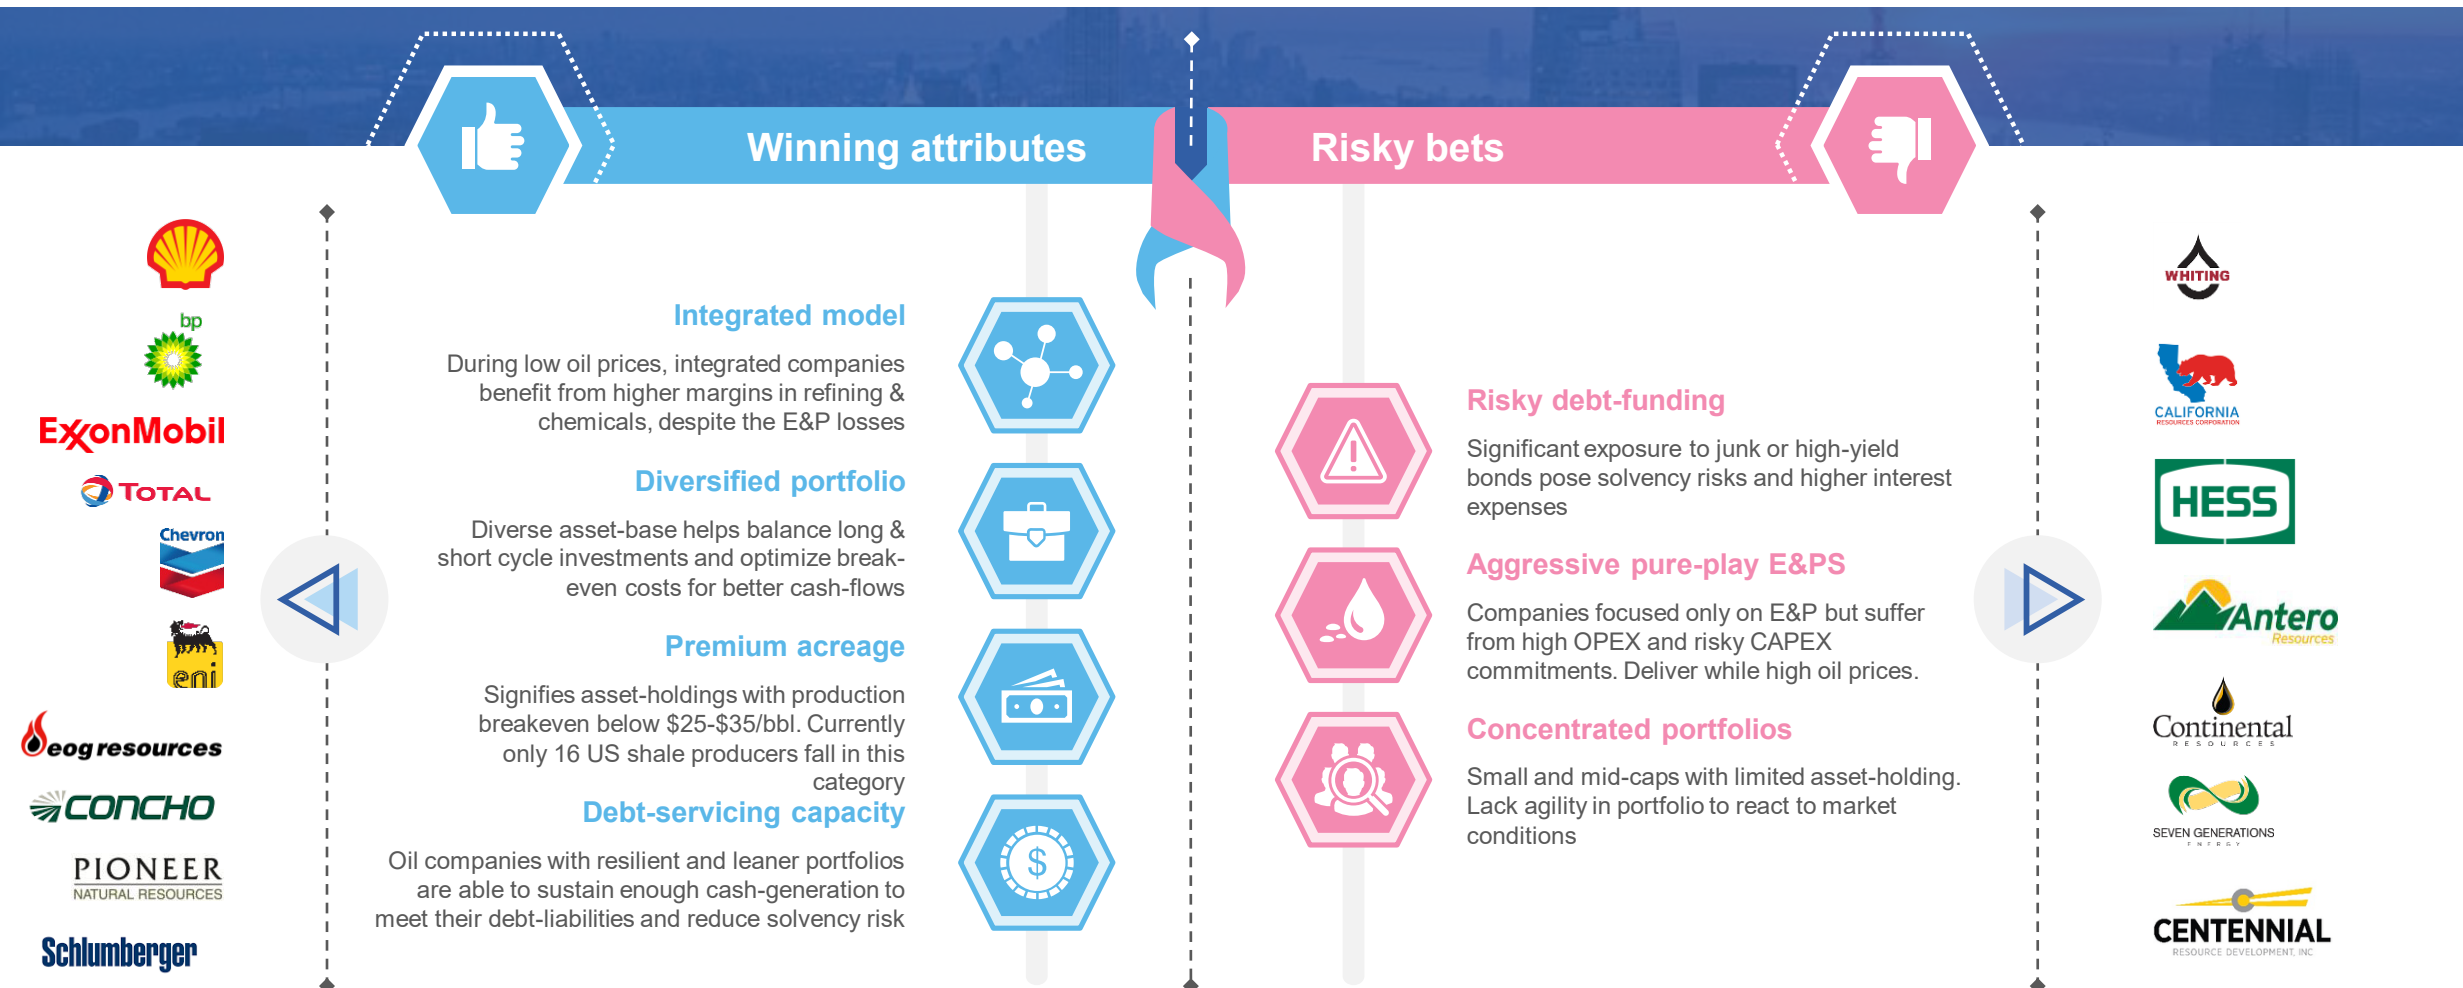 Winning attributes
Risky bets
bp
ExxonMobil
TOTAL
Chevron
eni
eog resources
CONCHO
PIONEER
NATURAL RESOURCES
Schlumberger
Integrated model
During low oil prices, integrated companies
benefit from higher margins in refining &
chemicals, despite the E&P losses
Diversified portfolio
Diverse asset-base helps balance long &
short cycle investments and optimize break-
even costs for better cash-flows
Premium acreage
Signifies asset-holdings with production
breakeven below $25-$35/bbl. Currently
only 16 US shale producers fall in this
category
Debt-servicing capacity
Oil companies with resilient and leaner portfolios
are able to sustain enough cash-generation to
meet their debt-liabilities and reduce solvency risk
$
Risky debt-funding
Significant exposure to junk or high-yield
bonds pose solvency risks and higher interest
expenses
Aggressive pure-play E&PS
Companies focused only on E&P but suffer
from high OPEX and risky CAPEX
commitments. Deliver while high oil prices.
Concentrated portfolios
Small and mid-caps with limited asset-holding.
Lack agility in portfolio to react to market
conditions
WHITING
CALIFORNIA
RESOURCES CORPORATION
HESS
Antero
Resources
Continental
RESOURCES
SEVEN GENERATIONS
ENERGY
CENTENNIAL
RESOURCE DEVELOPMENT, INC